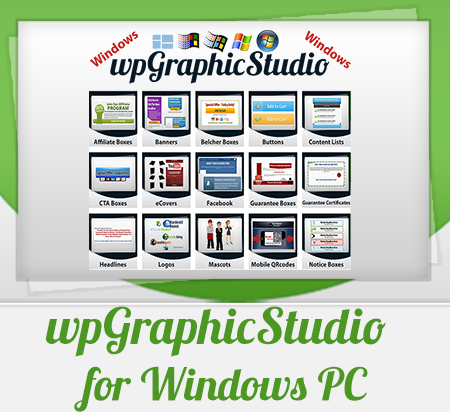 Windows
Windows
wpGraphicStudio
Affiliate Boxes
Banners
Belcher Boxes
Buttons
Content Lists
CTA Boxes
eCovers
Facebook
Guarantee Boxes
Guarantee Certificates
Headlines
Logos
Mascots
Mobile QRcodes
Notice Boxes
wpGraphicStudio
for Windows PC